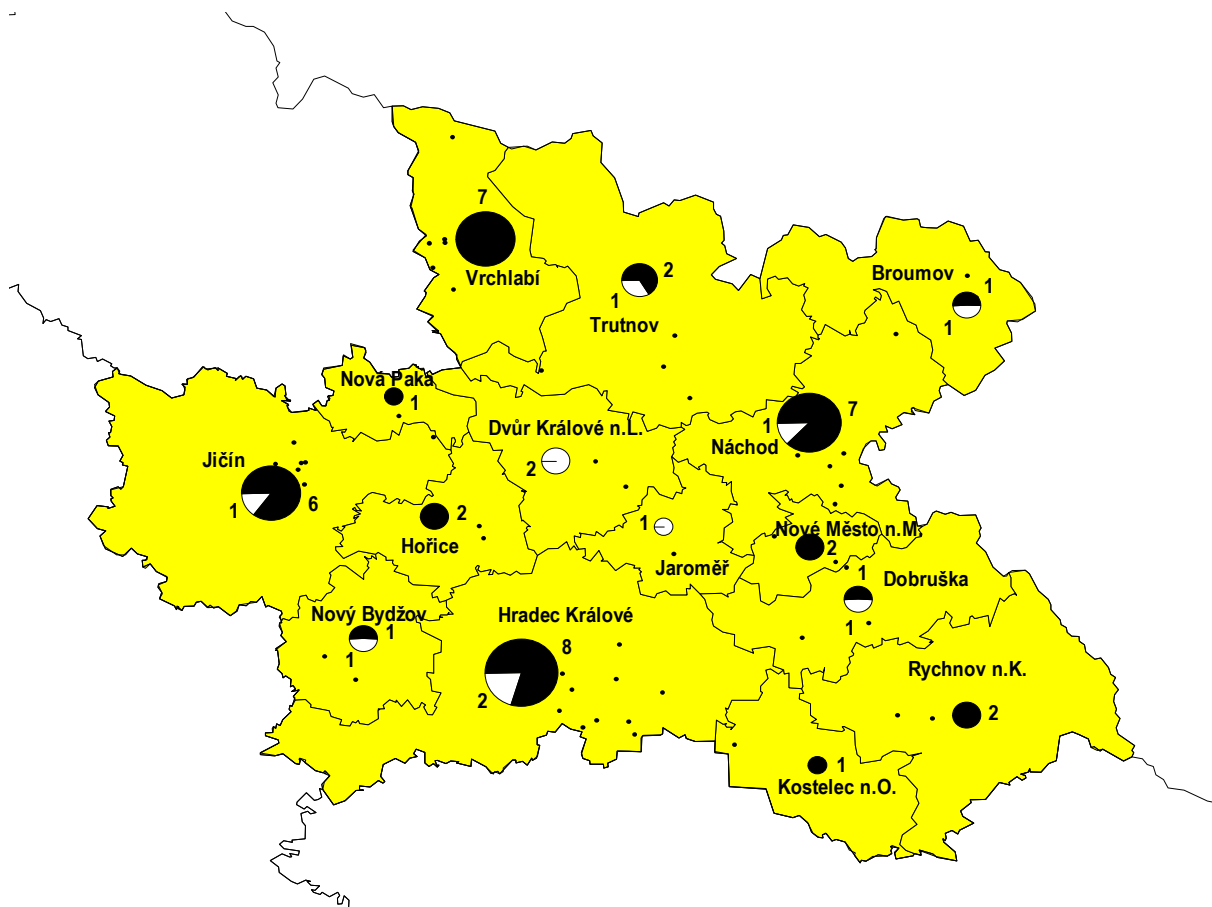 7
Vrchlabí
2
1
Trutnov
Broumov
1
1
Nová Paka
1
Dvůr Králové n.L.
2
7
1
Náchod
Jičín
1
6
2
Hořice
1
Jaroměř
Nové Město n.M.
2
1
Dobruška
1
Nový Bydžov
1
1
Hradec Králové
8
2
Rychnov n.K.
2
1
Kostelec n.O.